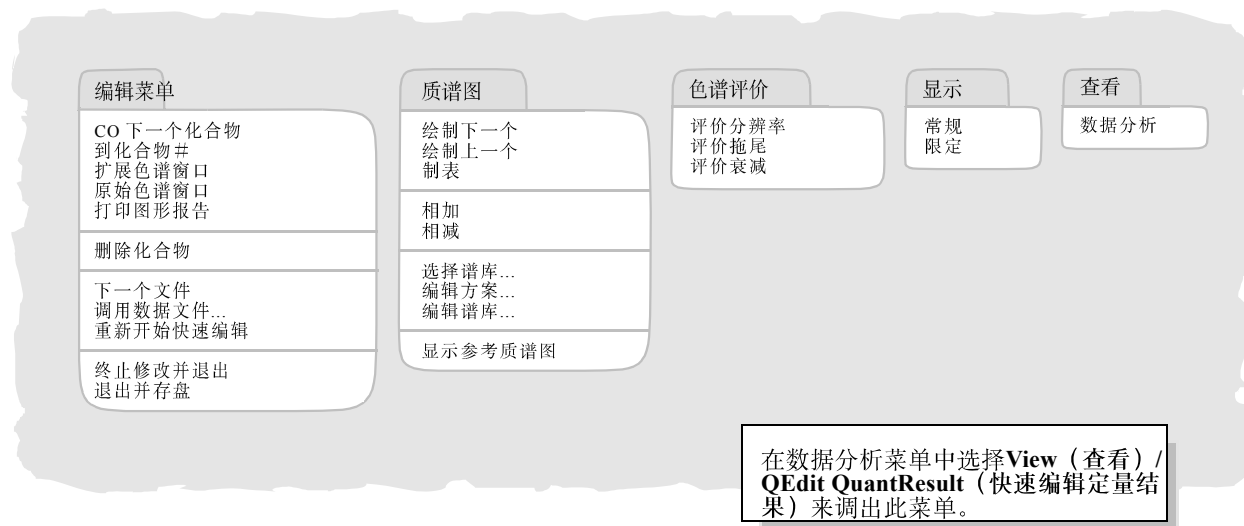 编辑菜单
CO 下一个化合物
到化合物＃
扩展色谱窗口
原始色谱窗口
打印图形报告
删除化合物
下一个文件
调用数据文件...
重新开始快速编辑
终止修改并退出
退出并存盘
质谱图
绘制下一个
绘制上一个
制表
相加
相减
选择谱库...
编辑方案...
编辑谱库...
显示参考质谱图
色谱评价
评价分辨率
评价拖尾
评价衰减
显示
常规
限定
查看
数据分析
在数据分析菜单中选择View（查看）/
QEdit QuantResult（快速编辑定量结
果）来调出此菜单。